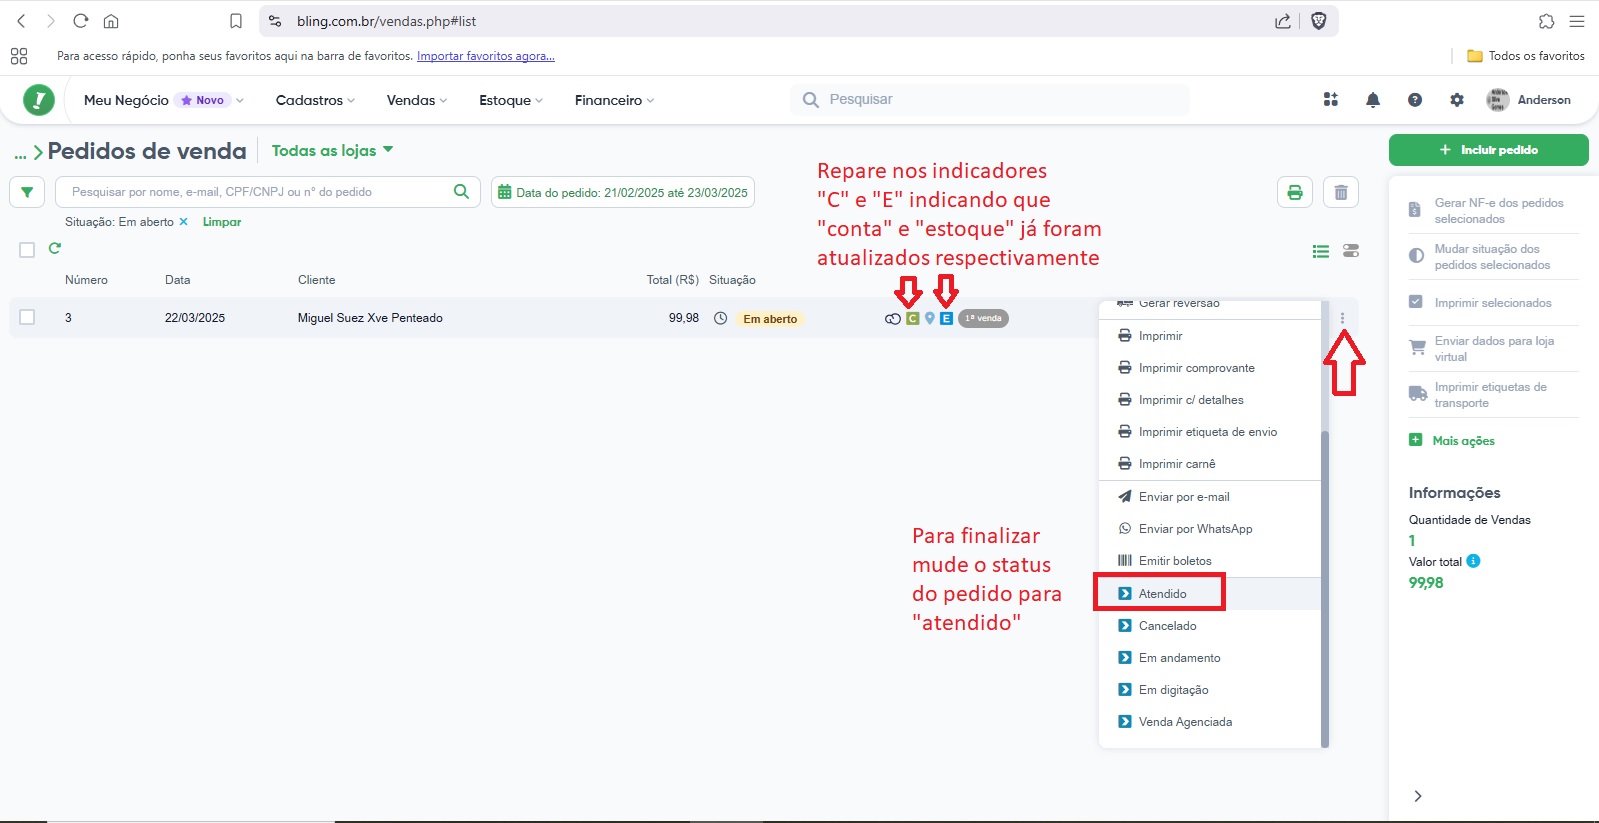 bling.com.br/vendas.php#list
Para acesso rápido, ponha seus favoritos aqui na barra de favoritos. Importar favoritos agora...
Todos os favoritos
Meu Negócio
Novo
Cadastros
Vendas
Estoque
Financeiro
Pesquisar
Anderson
... Pedidos de venda
Todas as lojas
Incluir pedido
Pesquisar por nome, e-mail, CPF/CNPJ ou n° do pedido
Data do pedido: 21/02/2025 até 23/03/2025
Situação: Em aberto
Limpar
Repare nos indicadores
"C" e "E" indicando que
"conta" e "estoque" já foram
atualizados respectivamente
Número
Data
Cliente
Total (R$)
Situação
3
22/03/2025
Miguel Suez Xve Penteado
99,98
Em aberto
C
E
1ª venda
Gerar reversão
Imprimir
Imprimir comprovante
Imprimir c/ detalhes
Imprimir etiqueta de envio
Imprimir carnê
Enviar por e-mail
Enviar por WhatsApp
Emitir boletos
Atendido
Cancelado
Em andamento
Em digitação
Venda Agenciada
Para finalizar
mude o status
do pedido para
"atendido"
Gerar NF-e dos pedidos
selecionados
Mudar situação dos
pedidos selecionados
Imprimir selecionados
Enviar dados para loja
virtual
Imprimir etiquetas de
transporte
Mais ações
Informações
Quantidade de Vendas
1
Valor total
99,98